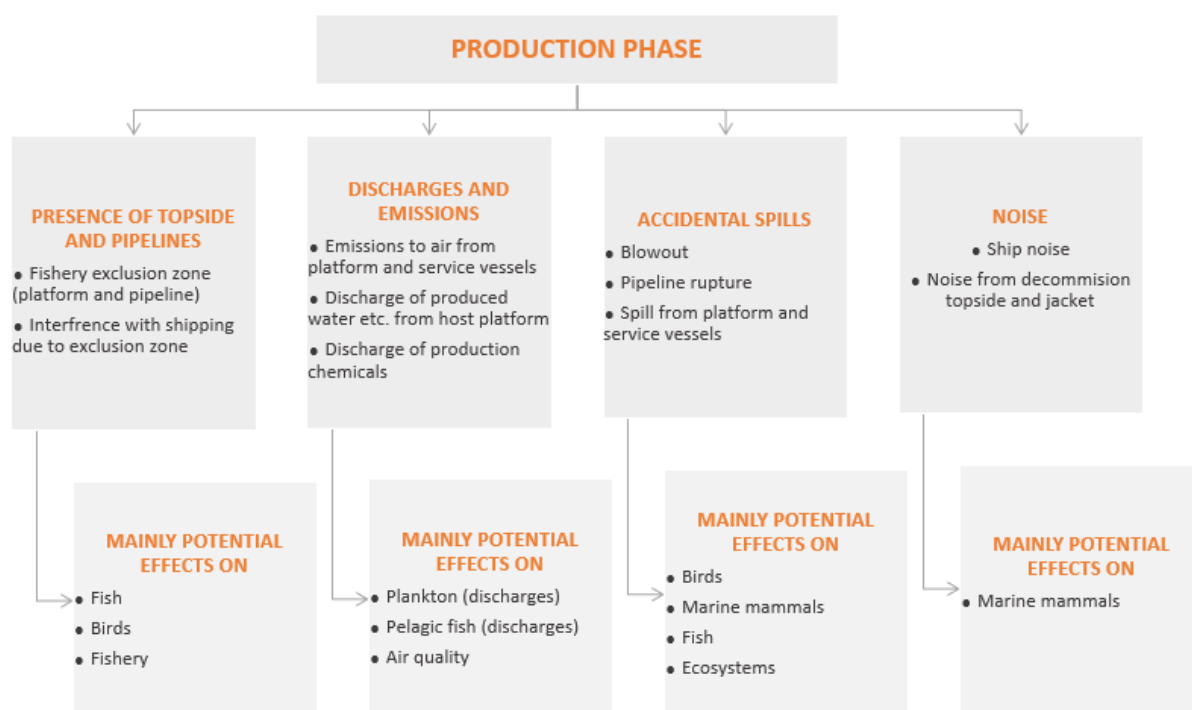 PRODUCTION PHASE
PRESENCE OF TOPSIDE
AND PIPELINES
● Fishery exclusion zone
(platform and pipeline)
● Interfrence with shipping
due to exclusion zone
DISCHARGES AND
EMISSIONS
● Emissions to air from
platform and service vessels
● Discharge of produced
water etc. from host platform
● Discharge of production
chemicals
ACCIDENTAL SPILLS
● Blowout
● Pipeline rupture
● Spill from platform and
service vessels
NOISE
● Ship noise
● Noise from decommision
topside and jacket
MAINLY POTENTIAL
EFFECTS ON
● Fish
● Birds
● Fishery
MAINLY POTENTIAL
EFFECTS ON
● Plankton (discharges)
● Pelagic fish (discharges)
● Air quality
MAINLY POTENTIAL
EFFECTS ON
● Birds
● Marine mammals
● Fish
● Ecosystems
MAINLY POTENTIAL
EFFECTS ON
● Marine mammals